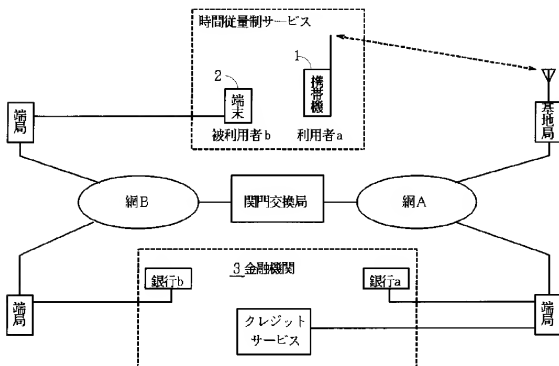 時間従量制サービス
1
2
携帯機
端末
端局
被利用者b
利用者a
基地局
網B
関門交換局
網A
3 金融機関
銀行b
銀行a
端局
クレジット
サービス
端局